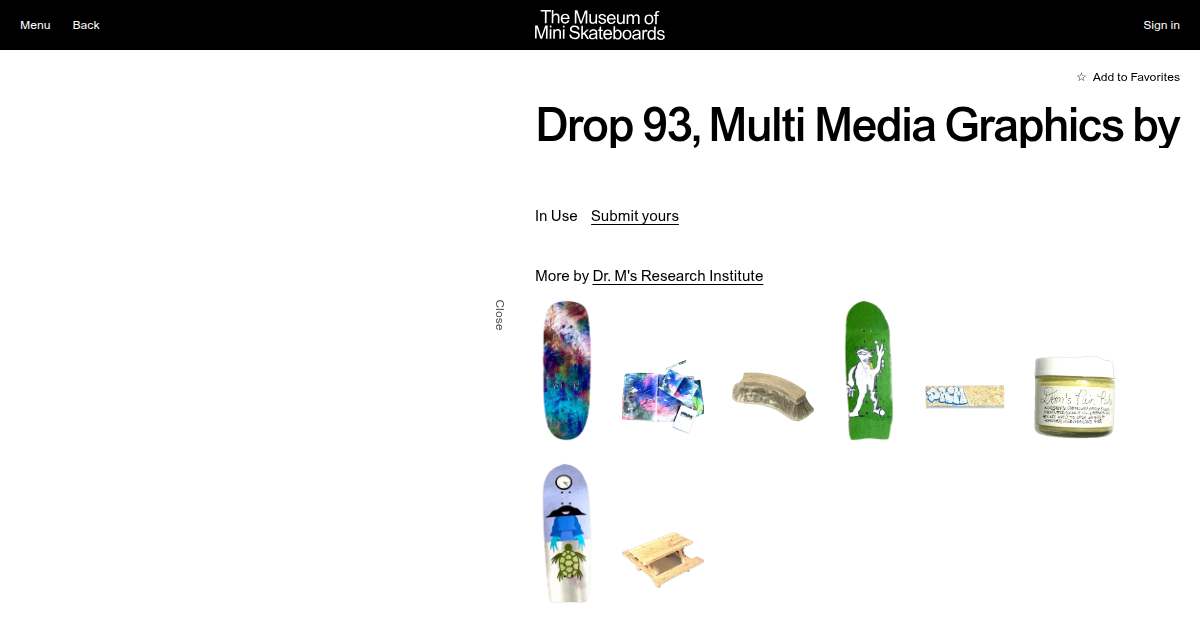 Menu Back
The Museum of
Mini Skateboards
Sign in
☆ Add to Favorites
Drop 93, Multi Media Graphics by
In Use Submit yours
More by Dr. M's Research Institute
Close